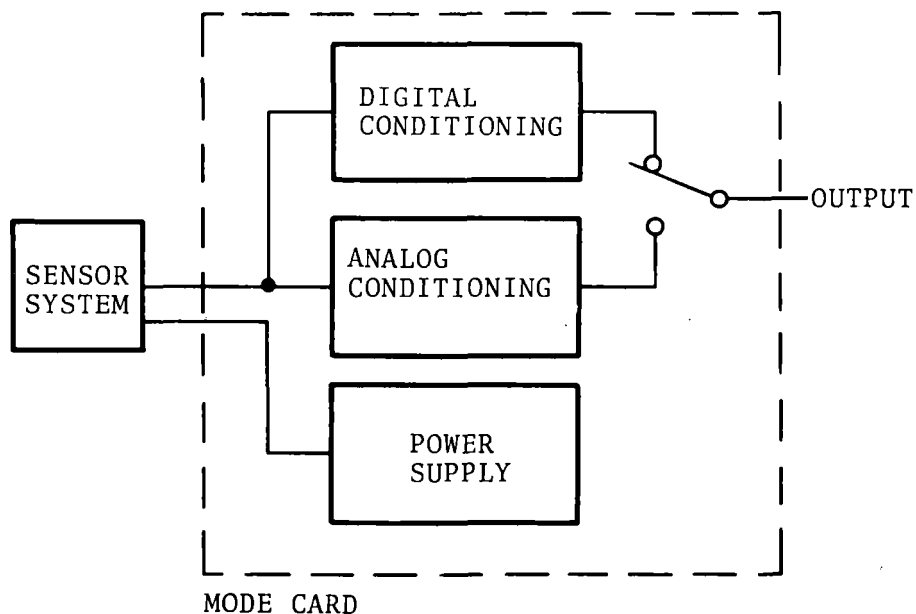 DIGITAL
CONDITIONING
OUTPUT
SENSOR
SYSTEM
ANALOG
CONDITIONING
POWER
SUPPLY
MODE CARD